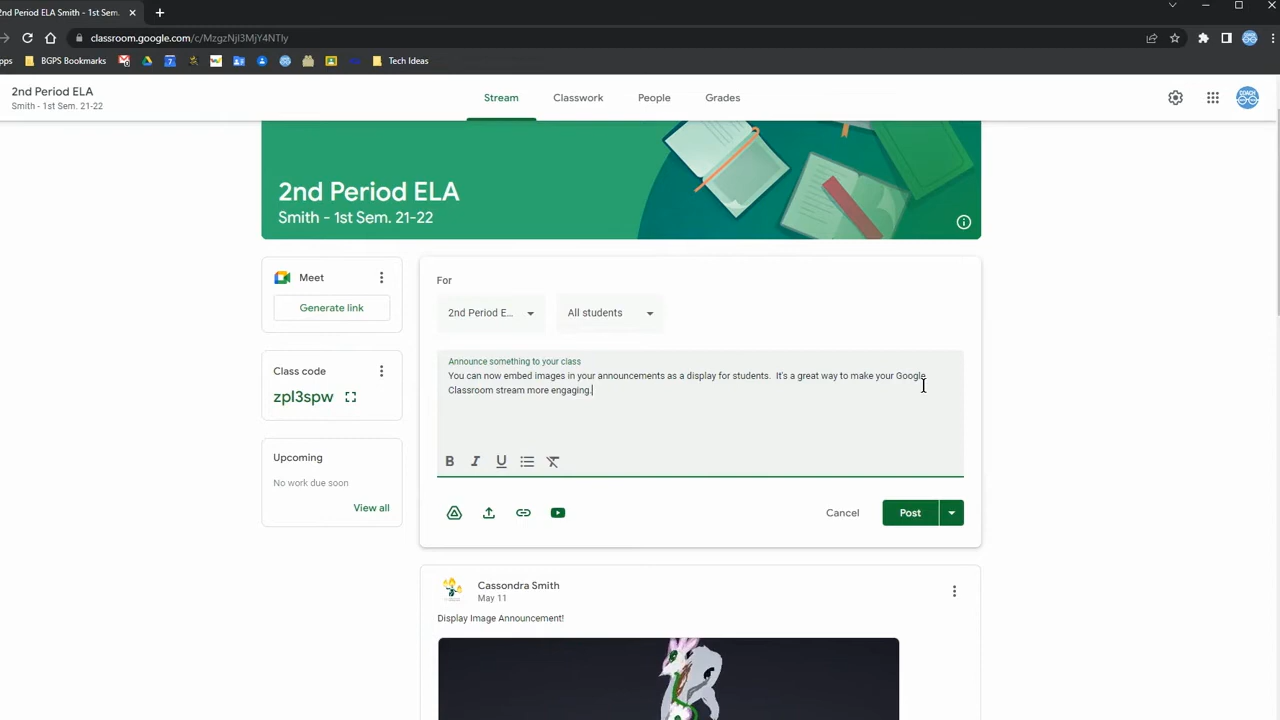 2nd Period ELA Smith - 1st Sem.
classroom.google.com/c/MzgzNjI3MjY4NTIy
BGPS Bookmarks
Tech Ideas
2nd Period ELA
Smith - 1st Sem. 21-22
Stream
Classwork
People
Grades
2nd Period ELA
Smith - 1st Sem. 21-22
Meet
Generate link
Class code
zpl3spw
Upcoming
No work due soon
View all
For
2nd Period E...
All students
Announce something to your class
You can now embed images in your announcements as a display for students.  It's a great way to make your Google
Classroom stream more engaging.
B I U
Cancel
Post
Cassondra Smith
May 11
Display Image Announcement!